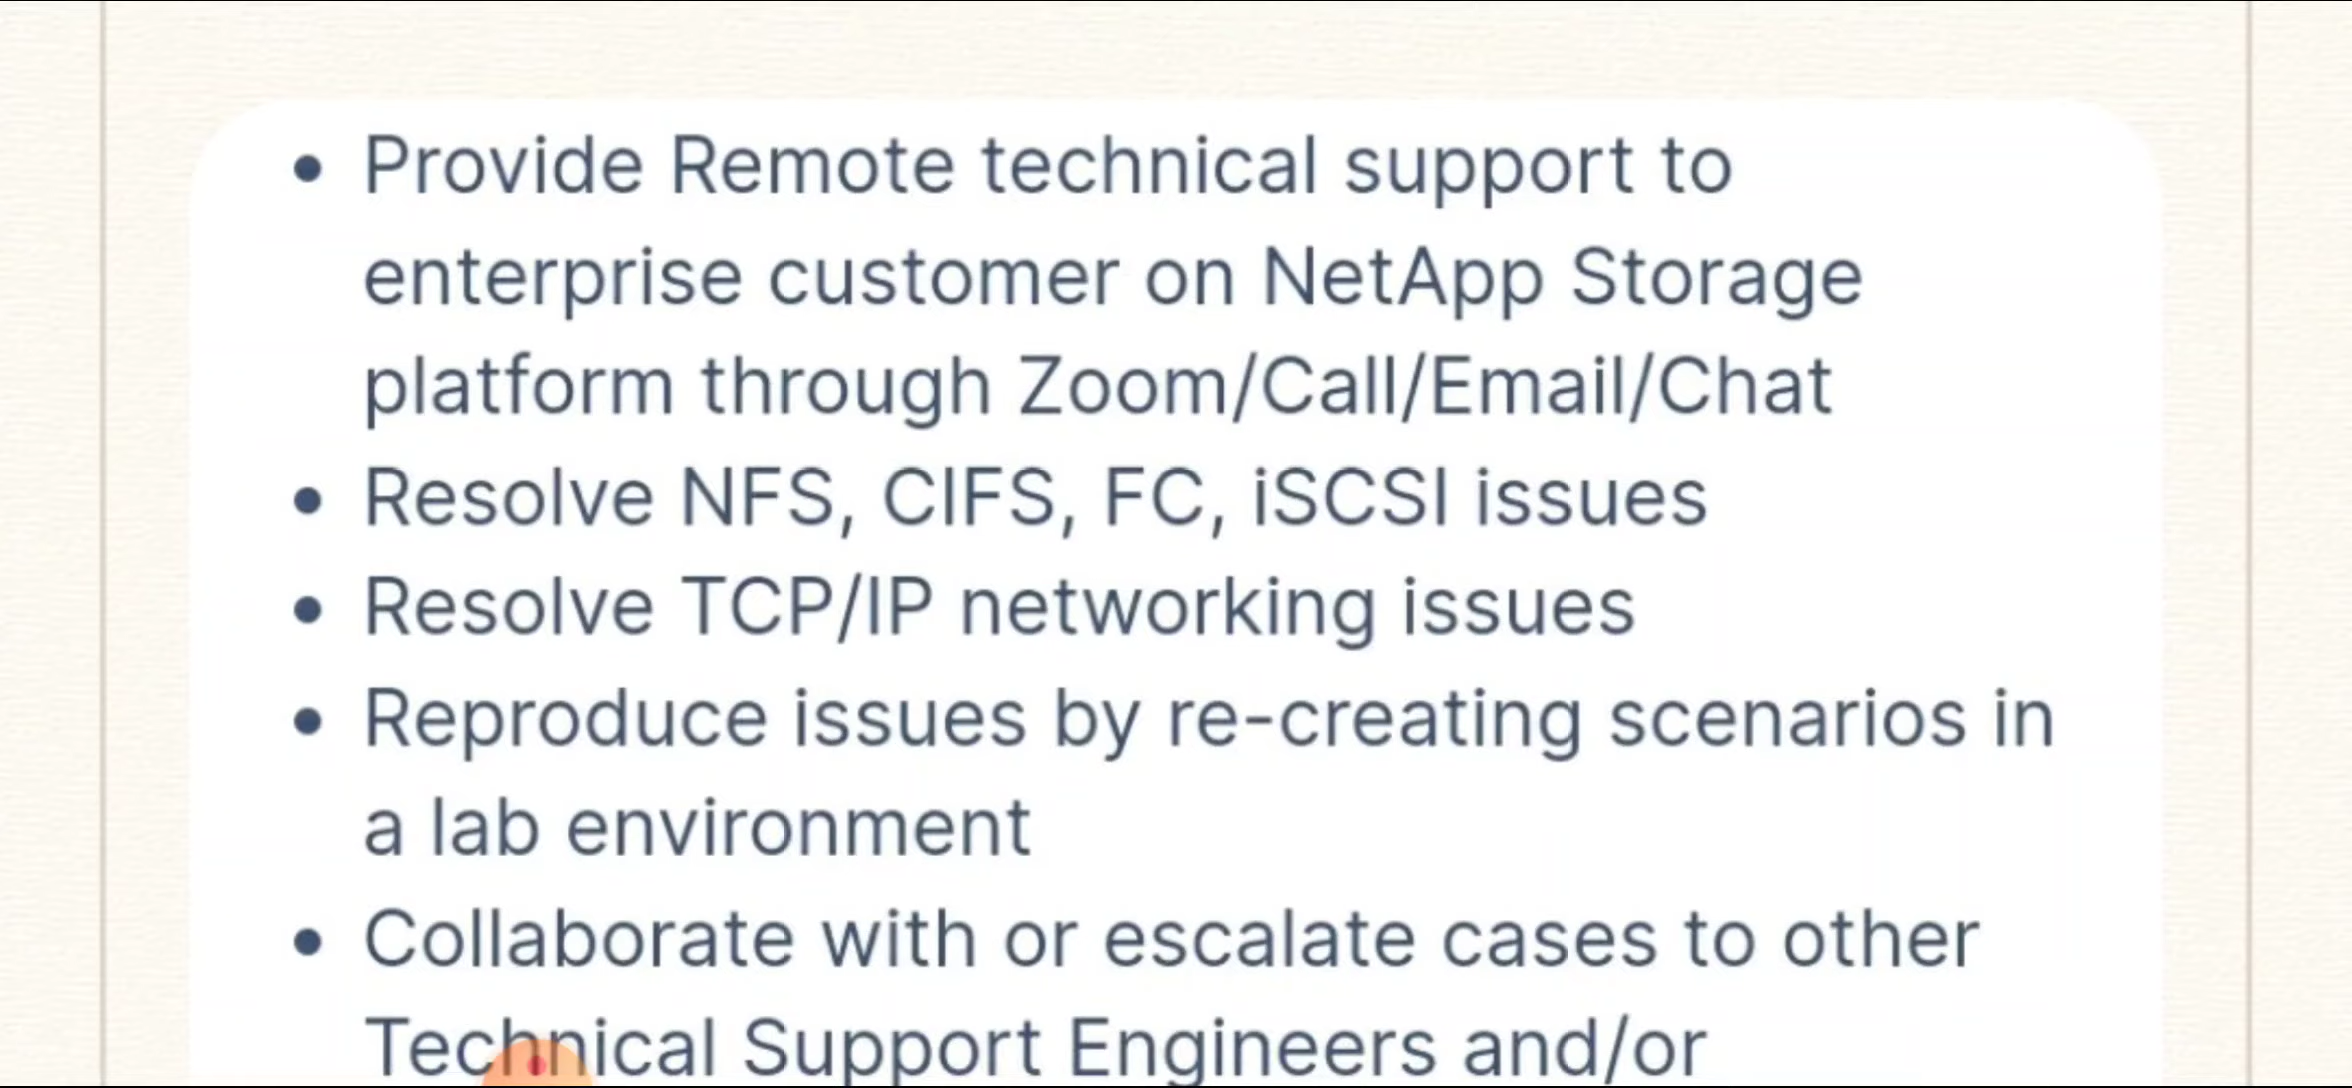 • Provide Remote technical support to
enterprise customer on NetApp Storage
platform through Zoom/Call/Email/Chat
• Resolve NFS, CIFS, FC, iSCSI issues
• Resolve TCP/IP networking issues
• Reproduce issues by re-creating scenarios in
a lab environment
• Collaborate with or escalate cases to other
Technical Support Engineers and/or